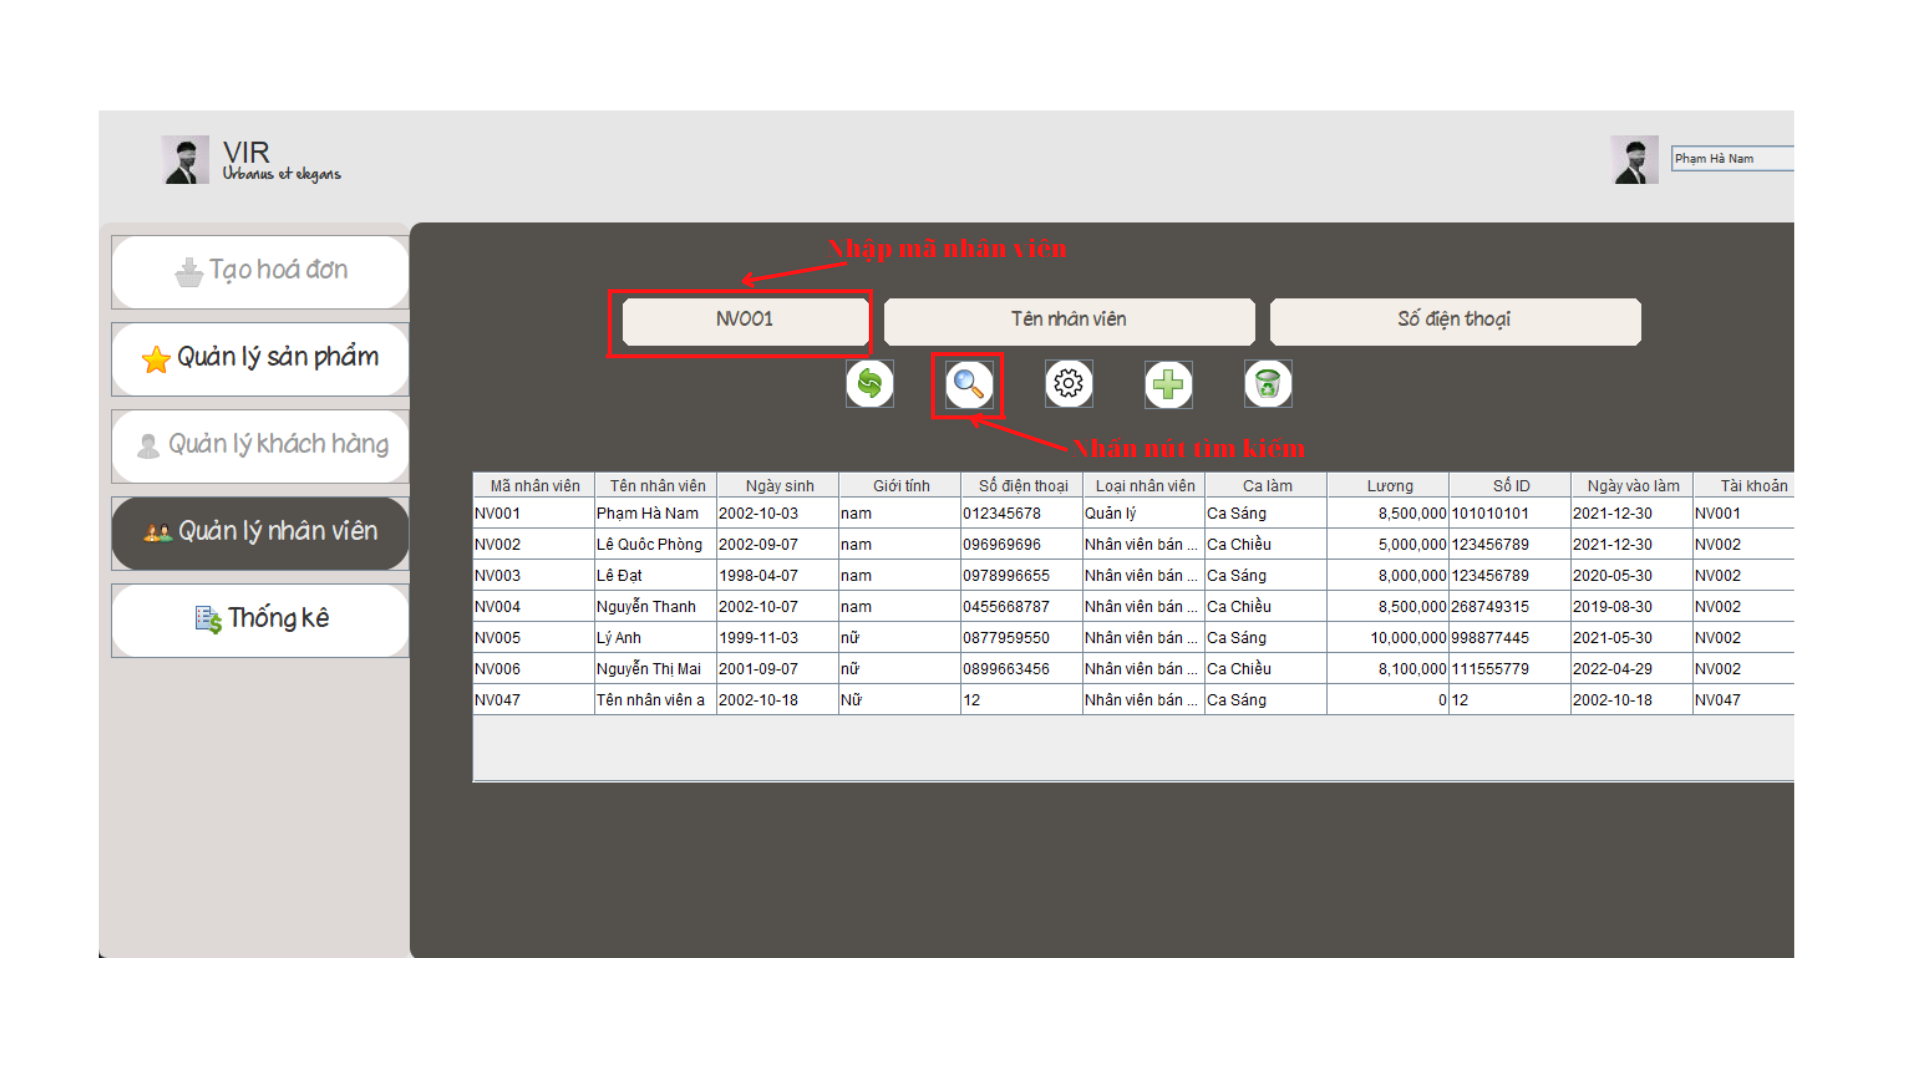 VIR
Urbanus et elegans
Phạm Hà Nam
Tạo hoá đơn
Quản lý sản phẩm
Quản lý khách hàng
Quản lý nhân viên
Thống kê
Nhập mã nhân viên
NV001 Tên nhân viên Số điện thoại
Nhấn nút tìm kiếm
Mã nhân viên Tên nhân viên Ngày sinh Giới tính Số điện thoại Loại nhân viên Ca làm Lương Số ID Ngày vào làm Tài khoản
NV001 Phạm Hà Nam 2002-10-03 nam 012345678 Quản lý Ca Sáng 8,500,000 101010101 2021-12-30 NV001
NV002 Lê Quôc Phòng 2002-09-07 nam 096969696 Nhân viên bán ... Ca Chiều 5,000,000 123456789 2021-12-30 NV002
NV003 Lê Đạt 1998-04-07 nam 0978996655 Nhân viên bán ... Ca Sáng 8,000,000 123456789 2020-05-30 NV002
NV004 Nguyễn Thanh 2002-10-07 nam 0455668787 Nhân viên bán ... Ca Chiều 8,500,000 268749315 2019-08-30 NV002
NV005 Lý Anh 1999-11-03 nữ 0877959550 Nhân viên bán ... Ca Sáng 10,000,000 998877445 2021-05-30 NV002
NV006 Nguyễn Thị Mai 2001-09-07 nữ 0899663456 Nhân viên bán ... Ca Chiều 8,100,000 111555779 2022-04-29 NV002
NV047 Tên nhân viên a 2002-10-18 Nữ 12 Nhân viên bán ... Ca Sáng 0 12 2002-10-18 NV047